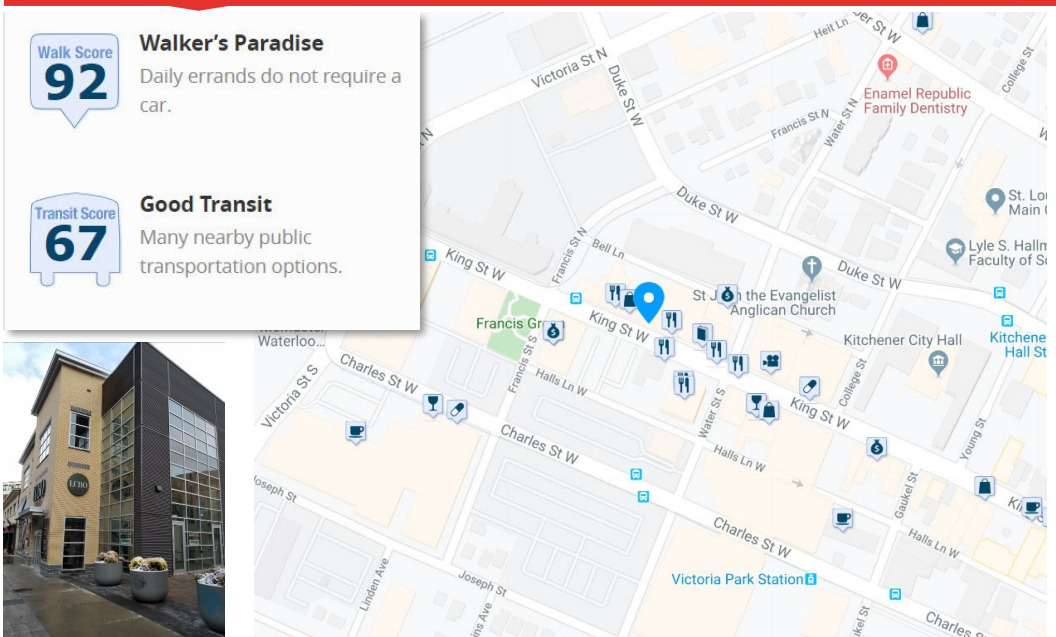 Walk Score
92
Walker's Paradise
Daily errands do not require a
car.
Transit Score
67
Good Transit
Many nearby public
transportation options.
Heit Ln
College St
Victoria St N
Duke St W
Enamel Republic
Family Dentistry
Francis St N
Water St N
Duke St W
St. Lo
Main
Lyle S. Hallm
Faculty of S
Bell Ln
Francis St N
King St W
Duke St W
St J n the Evangelist
Anglican Church
Francis Gr n
King St W
Kitchener City Hall
Kitchene
Hall St
Waterloo...
Charles St W
Francis St S
Halls Ln W
College St
Victoria St S
Water St S
King St W
Young St
Charles St W
Halls Ln W
Gaukel St
Joseph St
Charles St W
Halls Ln W
Linden Ave
Joseph St
Victoria Park Station
Charles S
LCBO